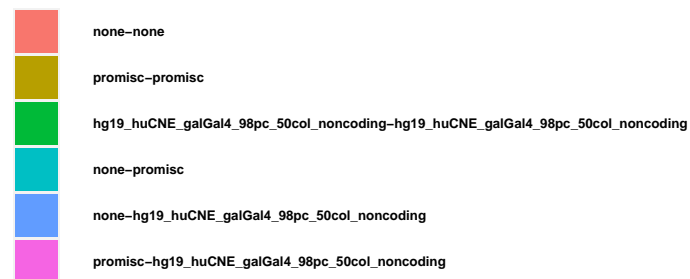 none−none
promisc−promisc
hg19_huCNE_galGal4_98pc_50col_noncoding−hg19_huCNE_galGal4_98pc_50col_noncoding
none−promisc
none−hg19_huCNE_galGal4_98pc_50col_noncoding
promisc−hg19_huCNE_galGal4_98pc_50col_noncoding